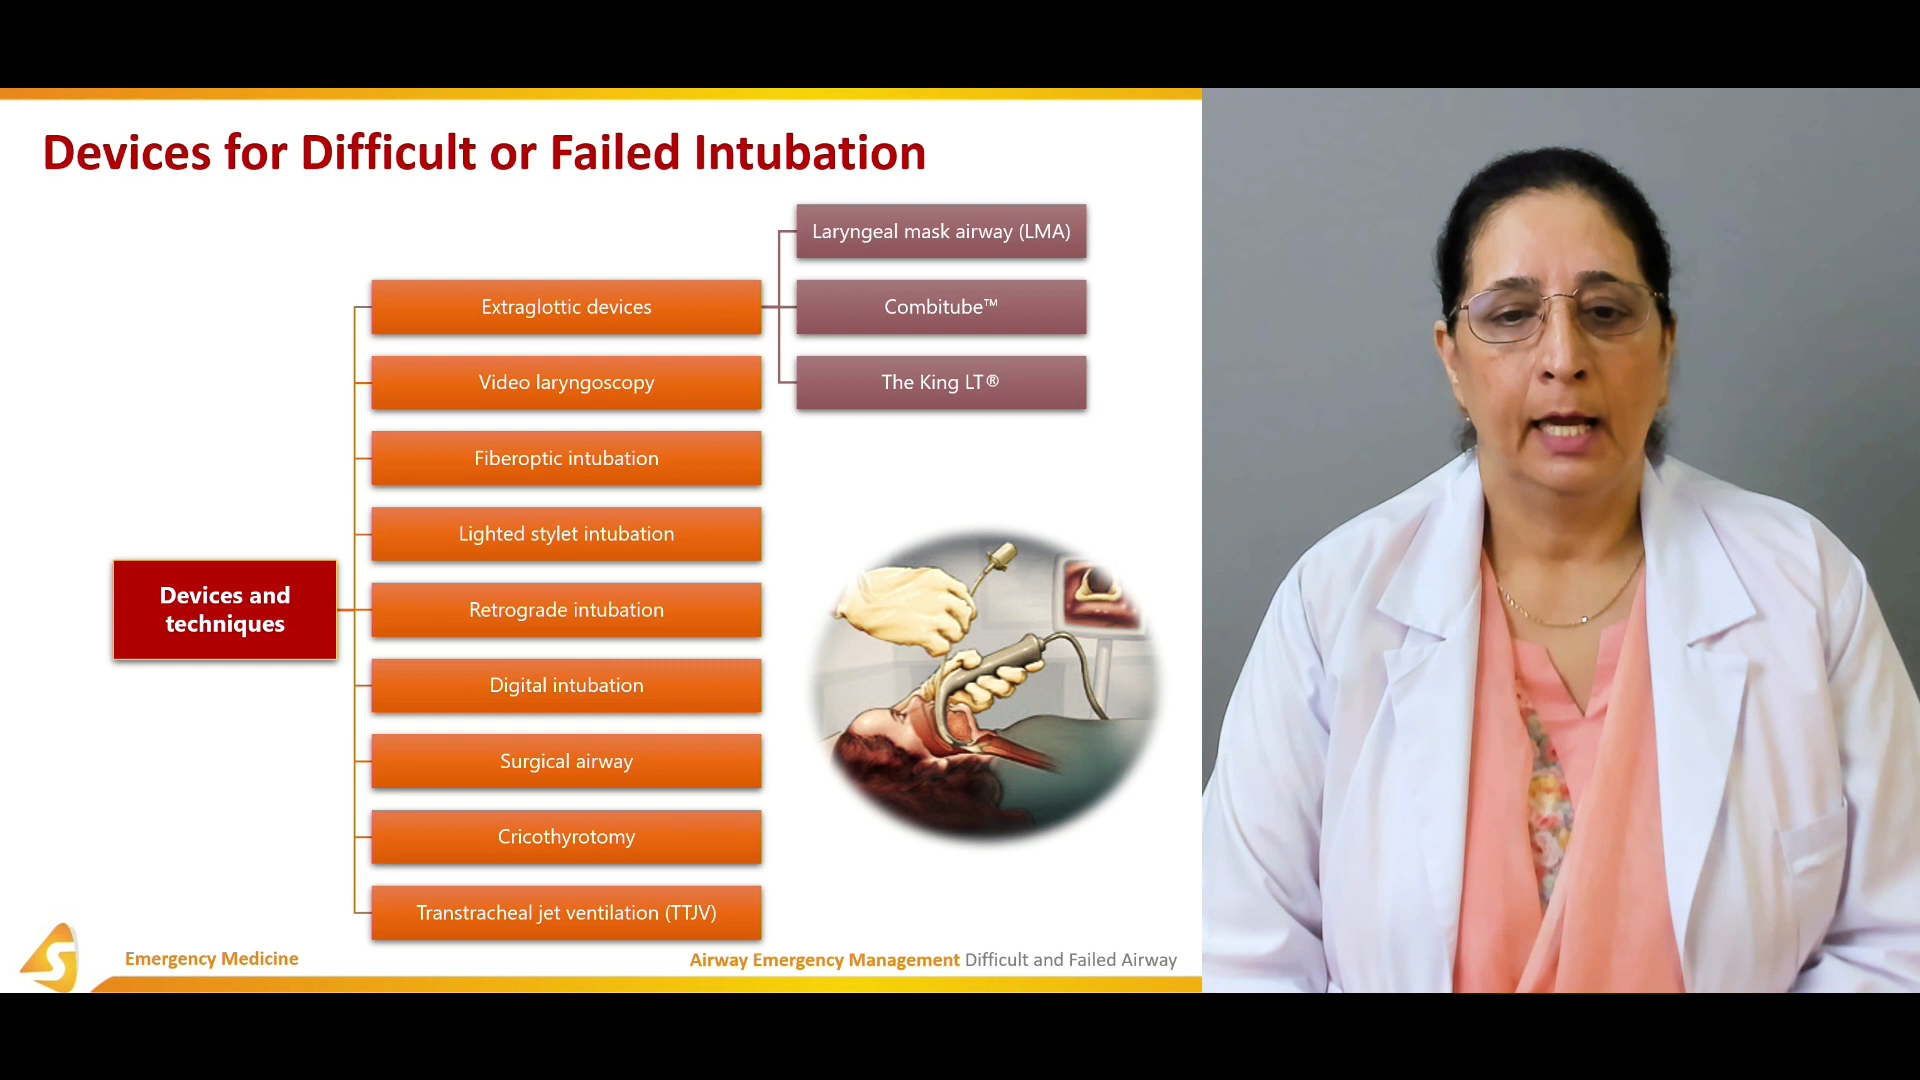 Devices for Difficult or Failed Intubation
Devices and
techniques
Extraglottic devices
Laryngeal mask airway (LMA)
Combitube™
The King LT®
Video laryngoscopy
Fiberoptic intubation
Lighted stylet intubation
Retrograde intubation
Digital intubation
Surgical airway
Cricothyrotomy
Transtracheal jet ventilation (TTJV)
S
Emergency Medicine
Airway Emergency Management Difficult and Failed Airway